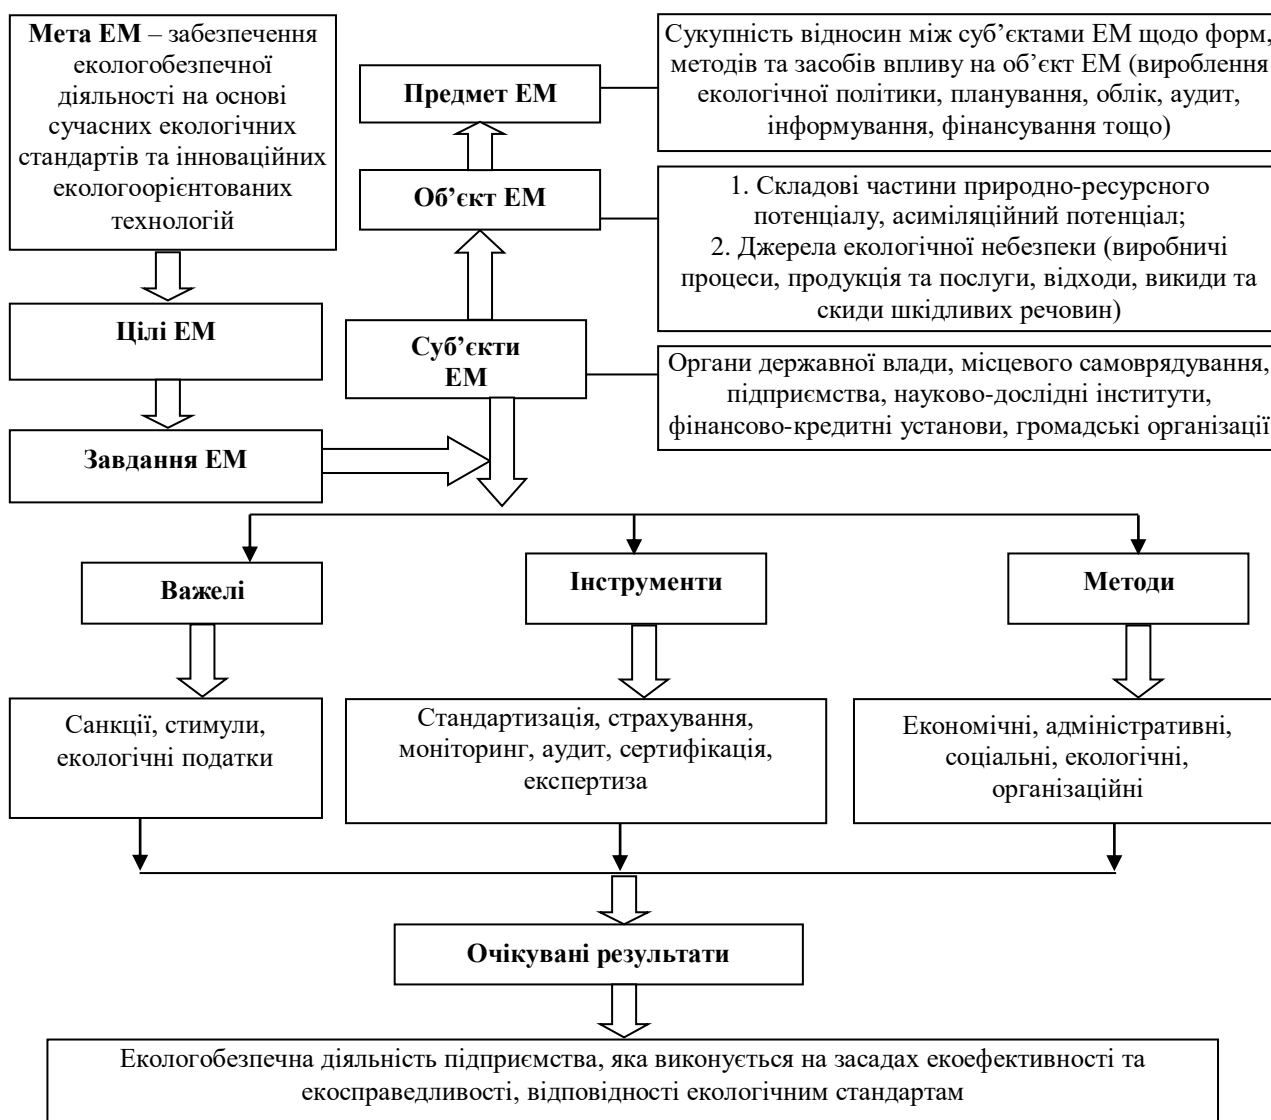 Мета ЕМ – забезпечення
екологобезпечної
діяльності на основі
сучасних екологічних
стандартів та інноваційних
екологоорієнтованих
технологій
Предмет ЕМ
Сукупність відносин між суб’єктами ЕМ щодо форм,
методів та засобів впливу на об’єкт ЕМ (вироблення
екологічної політики, планування, облік, аудит,
інформування, фінансування тощо)
Об’єкт ЕМ
1. Складові частини природно-ресурсного
потенціалу, асиміляційний потенціал;
2. Джерела екологічної небезпеки (виробничі
процеси, продукція та послуги, відходи, викиди та
скиди шкідливих речовин)
Цілі ЕМ
Суб’єкти
ЕМ
Органи державної влади, місцевого самоврядування,
підприємства, науково-дослідні інститути,
фінансово-кредитні установи, громадські організації
Завдання ЕМ
Важелі
Інструменти
Методи
Санкції, стимули,
екологічні податки
Стандартизація, страхування,
моніторинг, аудит, сертифікація,
експертиза
Економічні, адміністративні,
соціальні, екологічні,
організаційні
Очікувані результати
Екологобезпечна діяльність підприємства, яка виконується на засадах екоефективності та
екосправедливості, відповідності екологічним стандартам